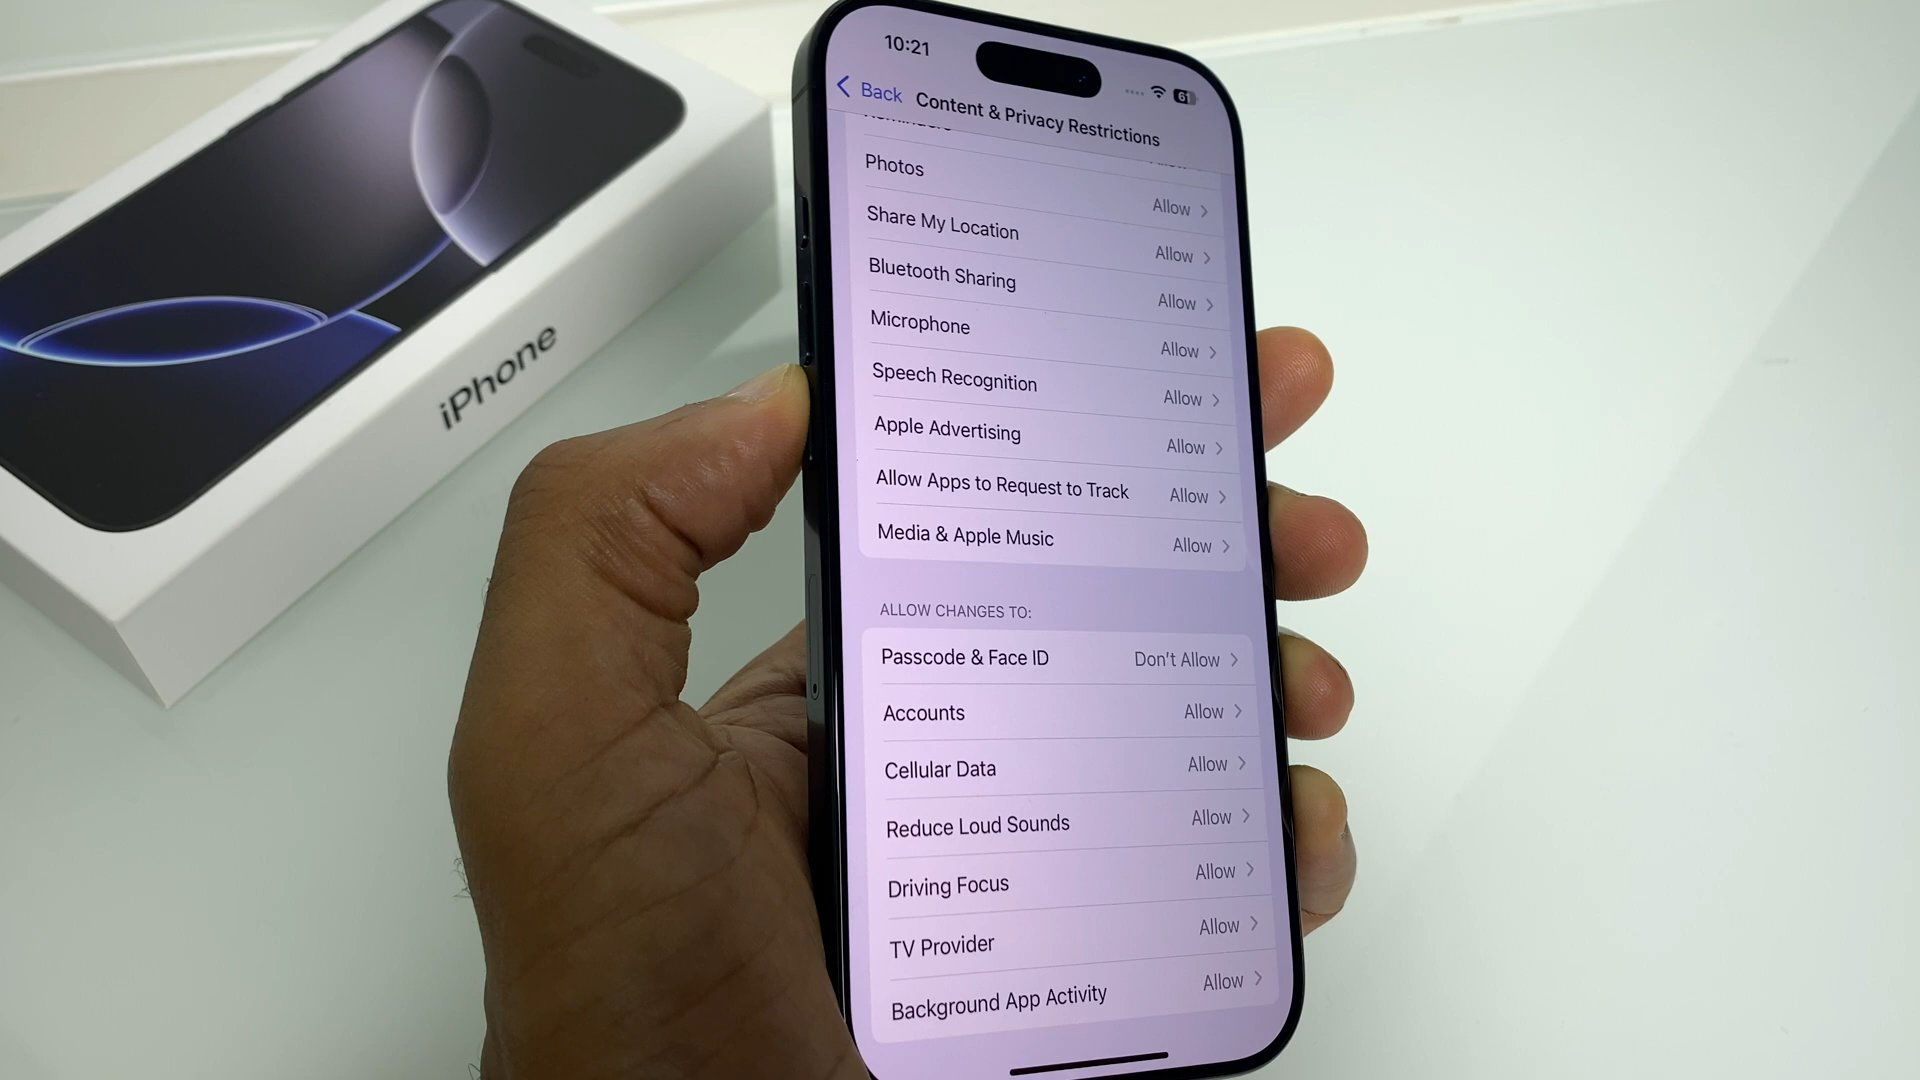 iPhone
10:21
61
Back Content & Privacy Restrictions
Photos Allow
Share My Location Allow
Bluetooth Sharing Allow
Microphone Allow
Speech Recognition Allow
Apple Advertising Allow
Allow Apps to Request to Track Allow
Media & Apple Music Allow
ALLOW CHANGES TO:
Passcode & Face ID Don't Allow
Accounts Allow
Cellular Data Allow
Reduce Loud Sounds Allow
Driving Focus Allow
TV Provider Allow
Background App Activity Allow